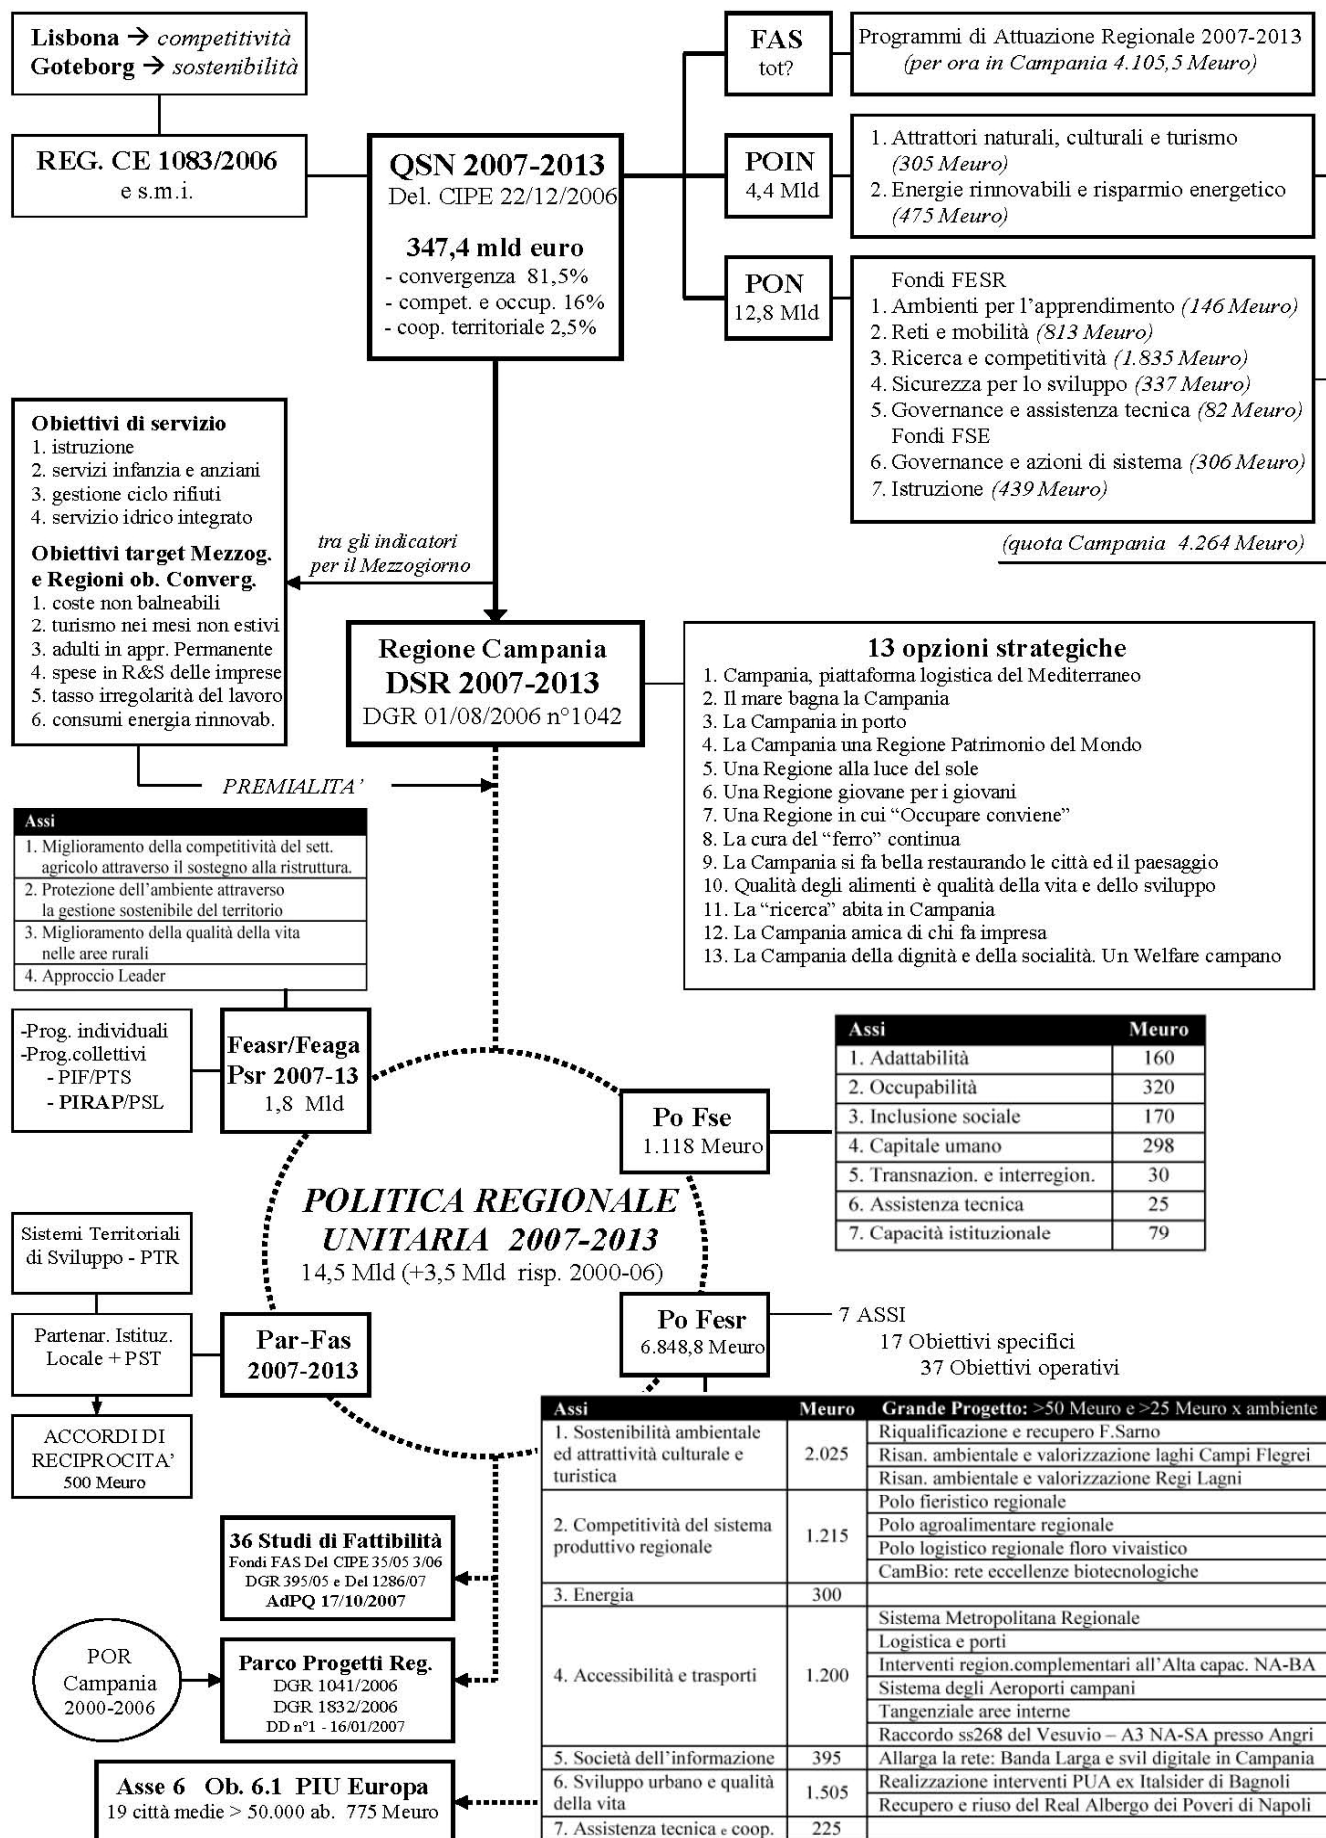 Lisbona → competitività
Goteborg → sostenibilità
REG. CE 1083/2006
e s.m.i.
QSN 2007-2013
Del. CIPE 22/12/2006
347,4 mld euro
- convergenza 81,5%
- compet. e occup. 16%
- coop. territoriale 2,5%
FAS
tot?
Programmi di Attuazione Regionale 2007-2013
(per ora in Campania 4.105,5 Meuro)
POIN
4,4 Mld
1. Attrattori naturali, culturali e turismo
(305 Meuro)
2. Energie rinnovabili e risparmio energetico
(475 Meuro)
PON
12,8 Mld
Fondi FESR
1. Ambienti per l'apprendimento (146 Meuro)
2. Reti e mobilità (813 Meuro)
3. Ricerca e competitività (1.835 Meuro)
4. Sicurezza per lo sviluppo (337 Meuro)
5. Governance e assistenza tecnica (82 Meuro)
Fondi FSE
6. Governance e azioni di sistema (306 Meuro)
7. Istruzione (439 Meuro)
(quota Campania 4.264 Meuro)
Obiettivi di servizio
1. istruzione
2. servizi infanzia e anziani
3. gestione ciclo rifiuti
4. servizio idrico integrato
Obiettivi target Mezzog.
e Regioni ob. Converg.
1. coste non balneabili
2. turismo nei mesi non estivi
3. adulti in appr. Permanente
4. spese in R&S delle imprese
5. tasso irregolarità del lavoro
6. consumi energia rinnovab.
tra gli indicatori
per il Mezzogiorno
Regione Campania
DSR 2007-2013
DGR 01/08/2006 n°1042
PREMIALITA'
13 opzioni strategiche
1. Campania, piattaforma logistica del Mediterraneo
2. Il mare bagna la Campania
3. La Campania in porto
4. La Campania una Regione Patrimonio del Mondo
5. Una Regione alla luce del sole
6. Una Regione giovane per i giovani
7. Una Regione in cui "Occupare conviene"
8. La cura del "ferro" continua
9. La Campania si fa bella restaurando le città ed il paesaggio
10. Qualità degli alimenti è qualità della vita e dello sviluppo
11. La "ricerca" abita in Campania
12. La Campania amica di chi fa impresa
13. La Campania della dignità e della socialità. Un Welfare campano
Assi
1. Miglioramento della competitività del sett.
agricolo attraverso il sostegno alla ristruttura.
2. Protezione dell'ambiente attraverso
la gestione sostenibile del territorio
3. Miglioramento della qualità della vita
nelle aree rurali
4. Approccio Leader
-Prog. individuali
-Prog.collettivi
- PIF/PTS
- PIRAP/PSL
Feasr/Feaga
Psr 2007-13
1,8 Mld
Po Fse
1.118 Meuro
Assi Meuro
1. Adattabilità 160
2. Occupabilità 320
3. Inclusione sociale 170
4. Capitale umano 298
5. Transnazion. e interregion. 30
6. Assistenza tecnica 25
7. Capacità istituzionale 79
POLITICA REGIONALE
UNITARIA 2007-2013
14,5 Mld (+3,5 Mld risp. 2000-06)
Sistemi Territoriali
di Sviluppo - PTR
Partenar. Istituz.
Locale + PST
ACCORDI DI
RECIPROCITA'
500 Meuro
Par-Fas
2007-2013
Po Fesr
6.848,8 Meuro
7 ASSI
17 Obiettivi specifici
37 Obiettivi operativi
Assi Meuro Grande Progetto: >50 Meuro e >25 Meuro x ambiente
1. Sostenibilità ambientale
ed attrattività culturale e
turistica
2.025
Riqualificazione e recupero F.Sarno
Risan. ambientale e valorizzazione laghi Campi Flegrei
Risan. ambientale e valorizzazione Regi Lagni
2. Competitività del sistema
produttivo regionale
1.215
Polo fieristico regionale
Polo agroalimentare regionale
Polo logistico regionale floro vivaistico
CamBio: rete eccellenze biotecnologiche
3. Energia 300
4. Accessibilità e trasporti 1.200
Sistema Metropolitana Regionale
Logistica e porti
Interventi region.complementari all'Alta capac. NA-BA
Sistema degli Aeroporti campani
Tangenziale aree interne
Raccordo ss268 del Vesuvio – A3 NA-SA presso Angri
5. Società dell'informazione 395 Allarga la rete: Banda Larga e svil digitale in Campania
6. Sviluppo urbano e qualità
della vita
1.505
Realizzazione interventi PUA ex Italsider di Bagnoli
Recupero e riuso del Real Albergo dei Poveri di Napoli
7. Assistenza tecnica e coop. 225
36 Studi di Fattibilità
Fondi FAS Del CIPE 35/05 3/06
DGR 395/05 e Del 1286/07
AdPQ 17/10/2007
POR
Campania
2000-2006
Parco Progetti Reg.
DGR 1041/2006
DGR 1832/2006
DD n°1 - 16/01/2007
Asse 6 Ob. 6.1 PIU Europa
19 città medie > 50.000 ab. 775 Meuro